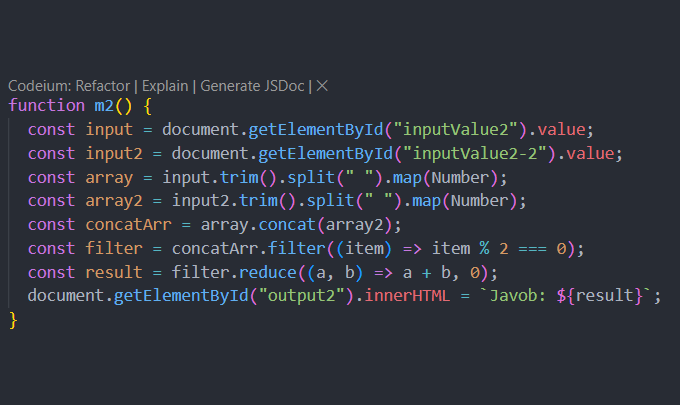 Codeium: Refactor | Explain | Generate JSDoc | ×
function m2() {
  const input = document.getElementById("inputValue2").value;
  const input2 = document.getElementById("inputValue2-2").value;
  const array = input.trim().split(" ").map(Number);
  const array2 = input2.trim().split(" ").map(Number);
  const concatArr = array.concat(array2);
  const filter = concatArr.filter((item) => item % 2 === 0);
  const result = filter.reduce((a, b) => a + b, 0);
  document.getElementById("output2").innerHTML = `Javob: ${result}`;
}